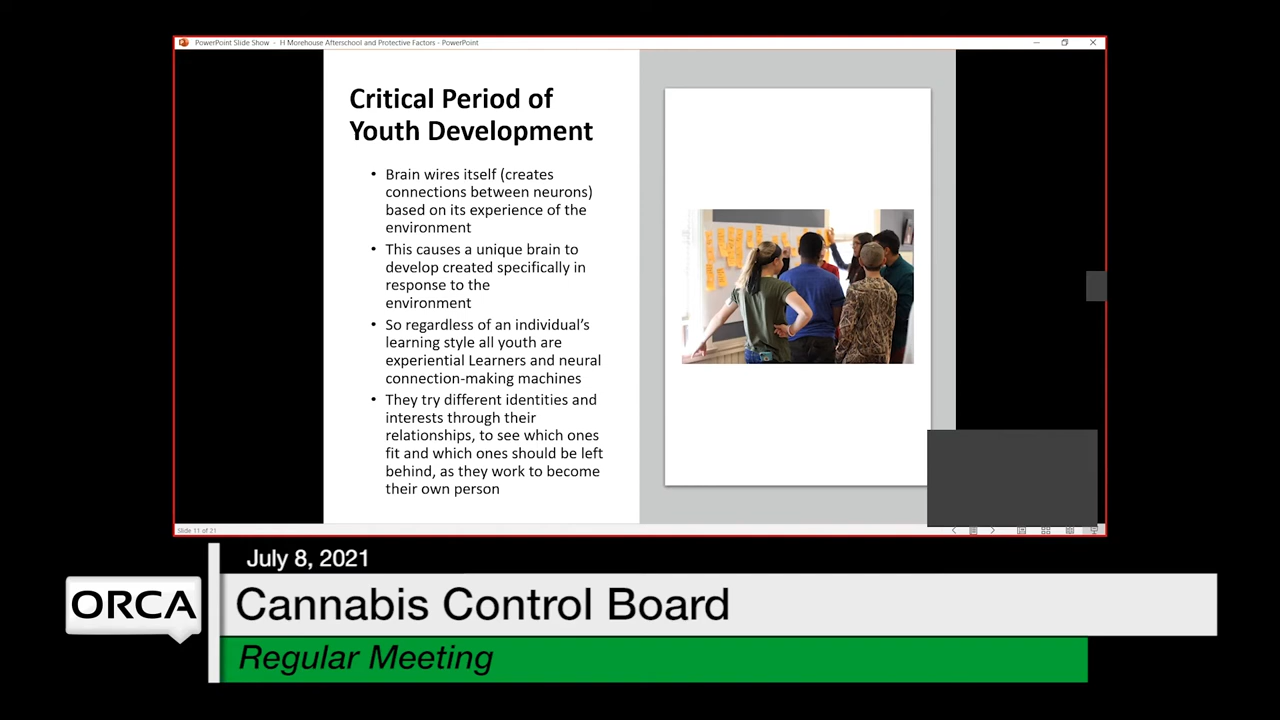 PowerPoint Slide Show - H Morehouse Afterschool and Protective Factors - PowerPoint
Critical Period of
Youth Development
• Brain wires itself (creates
connections between neurons)
based on its experience of the
environment
• This causes a unique brain to
develop created specifically in
response to the
environment
• So regardless of an individual's
learning style all youth are
experiential Learners and neural
connection-making machines
• They try different identities and
interests through their
relationships, to see which ones
fit and which ones should be left
behind, as they work to become
their own person
Slide 11 of 21
July 8, 2021
ORCA
Cannabis Control Board
Regular Meeting